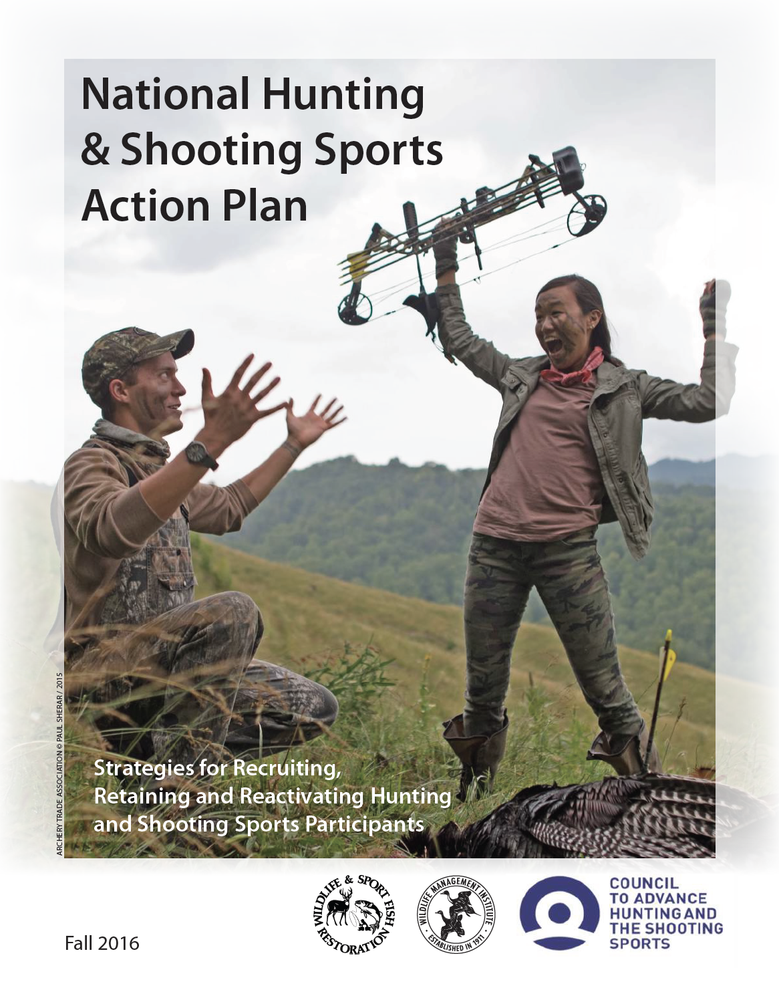 National Hunting
& Shooting Sports
Action Plan
ARCHERY TRADE ASSOCIATION © PAUL SHERAR / 2015
Strategies for Recruiting,
Retaining and Reactivating Hunting
and Shooting Sports Participants
Fall 2016
WILDLIFE & SPORT FISH
RESTORATION
WILDLIFE MANAGEMENT INSTITUTE
· ESTABLISHED IN 1911 ·
COUNCIL
TO ADVANCE
HUNTING AND
THE SHOOTING
SPORTS